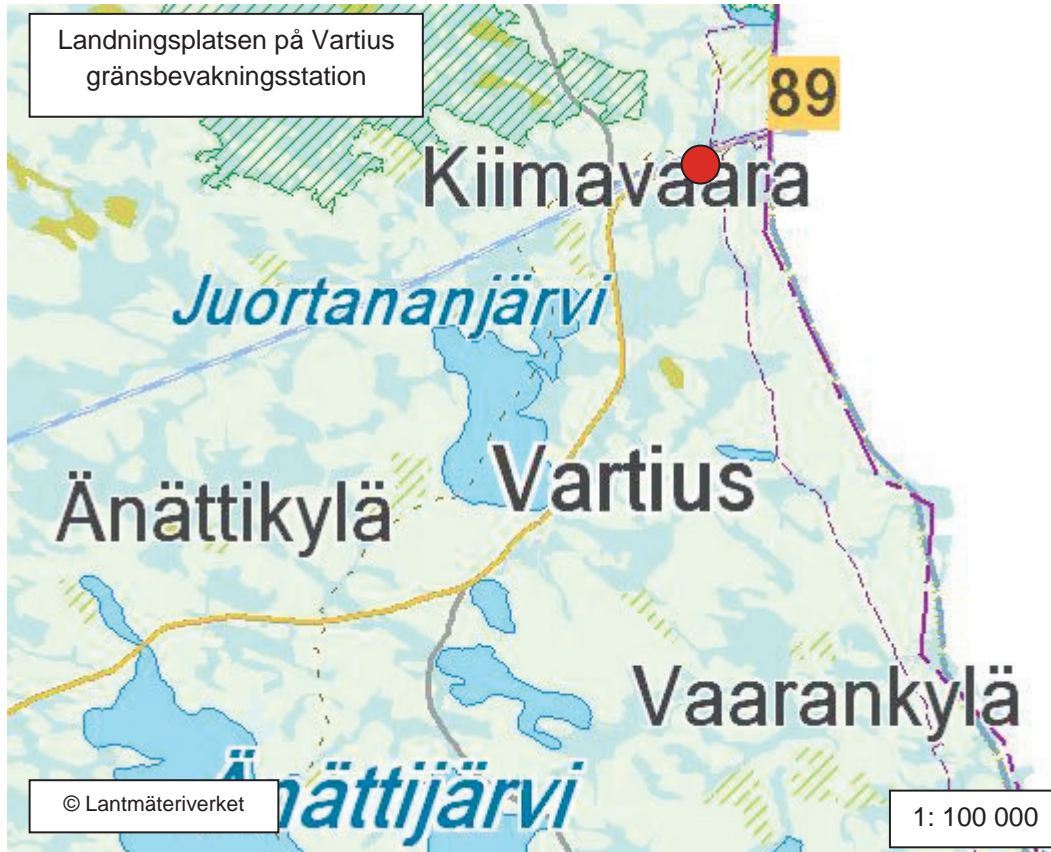 Landningsplatsen på Vartius
gränsbevakningsstation
89
Kiimavaara
Juortananjärvi
Vartius
Änättikylä
Vaarankylä
Änättijärvi
© Lantmäteriverket
1: 100 000